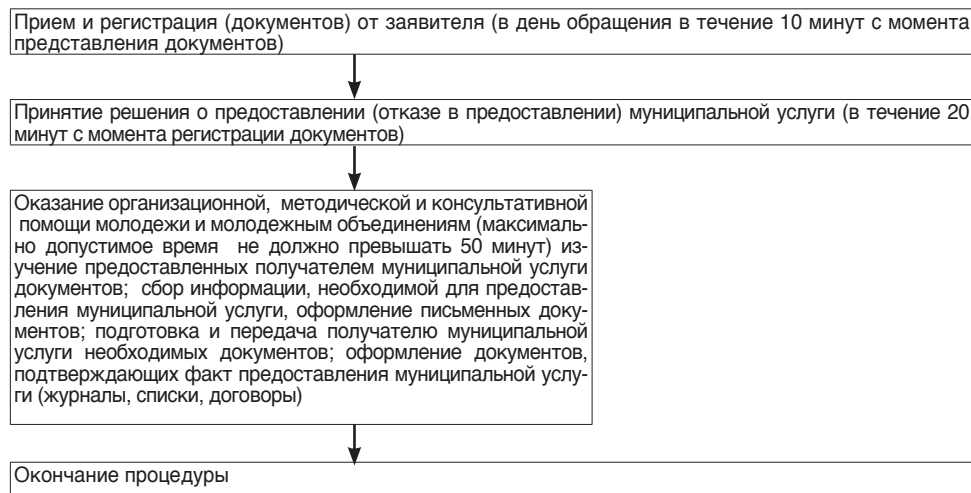 Прием и регистрация (документов) от заявителя (в день обращения в течение 10 минут с момента
представления документов)
Принятие решения о предоставлении (отказе в предоставлении) муниципальной услуги (в течение 20
минут с момента регистрации документов)
Оказание организационной, методической и консультативной
помощи молодежи и молодежным объединениям (максималь-
но допустимое время не должно превышать 50 минут) из-
учение предоставленных получателем муниципальной услуги
документов; сбор информации, необходимой для предостав-
ления муниципальной услуги, оформление письменных доку-
ментов; подготовка и передача получателю муниципальной
услуги необходимых документов; оформление документов,
подтверждающих факт предоставления муниципальной услу-
ги (журналы, списки, договоры)
Окончание процедуры